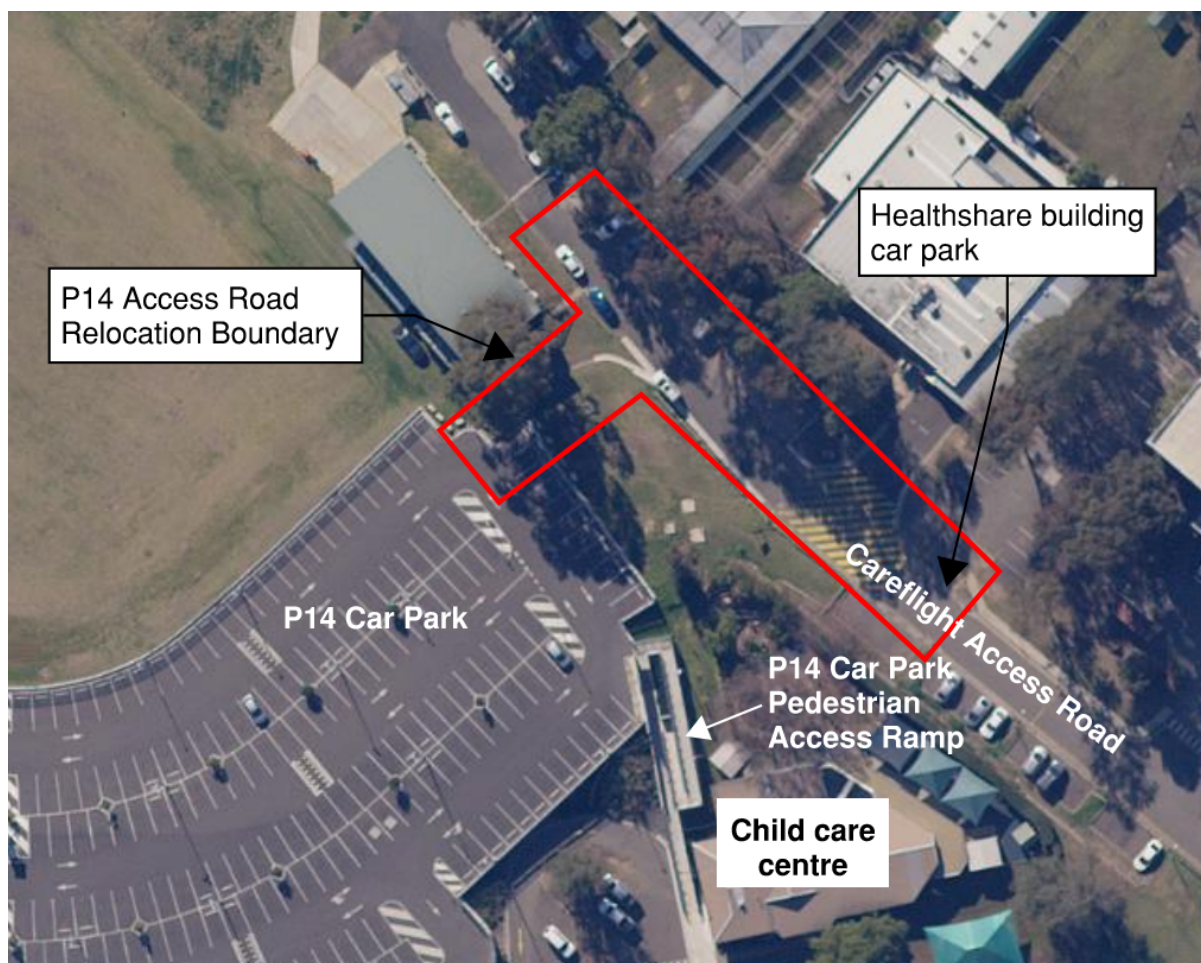 Healthshare building
car park
P14 Access Road
Relocation Boundary
P14 Car Park
Careflight Access Road
P14 Car Park
Pedestrian
Access Ramp
Child care
centre